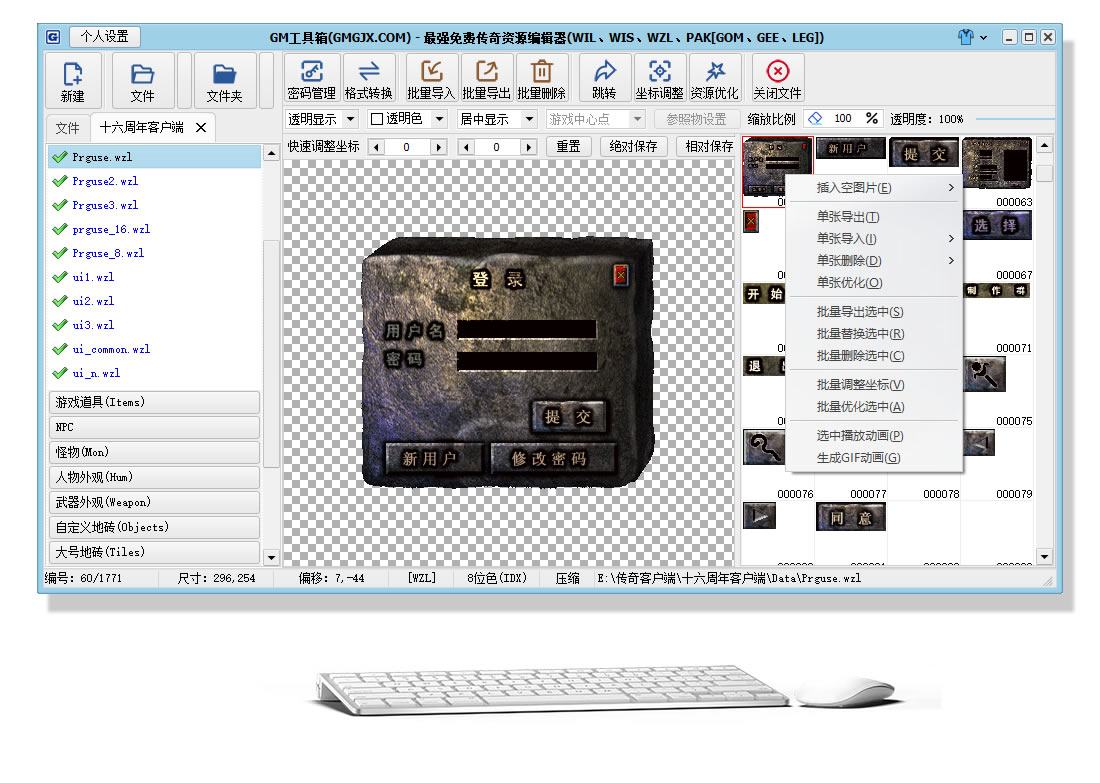 个人设置
GM工具箱(GMGJX.COM) - 最强免费传奇资源编辑器(WIL、WIS、WZL、PAK[GOM、GEE、LEG])
新建
文件
文件夹
密码管理
格式转换
批量导入
批量导出
批量删除
跳转
坐标调整
资源优化
关闭文件
文件
十六周年客户端
透明显示
透明色
居中显示
游戏中心点
参照物设置
缩放比例
100 %
透明度: 100%
快速调整坐标
0
0
重置
绝对保存
相对保存
Prguse.wzl
Prguse2.wzl
Prguse3.wzl
prguse_16.wzl
Prguse_8.wzl
ui1.wzl
ui2.wzl
ui3.wzl
ui_common.wzl
ui_n.wzl
游戏道具(Items)
NPC
怪物(Mon)
人物外观(Hum)
武器外观(Weapon)
自定义地砖(Objects)
大号地砖(Tiles)
登 录
用户名
密码
提 交
新用户
修改密码
新用户
提 交
000063
选 择
000067
开 始
制 作 群
000071
退
000075
000076
000077
000078
000079
同 意
插入空图片(E)
单张导出(T)
单张导入(I)
单张删除(D)
单张优化(O)
批量导出选中(S)
批量替换选中(R)
批量删除选中(C)
批量调整坐标(V)
批量优化选中(A)
选中播放动画(P)
生成GIF动画(G)
编号: 60/1771
尺寸: 296,254
偏移: 7,-44
[WZL]
8位色(IDX)
压缩
E:\传奇客户端\十六周年客户端\Data\Prguse.wzl